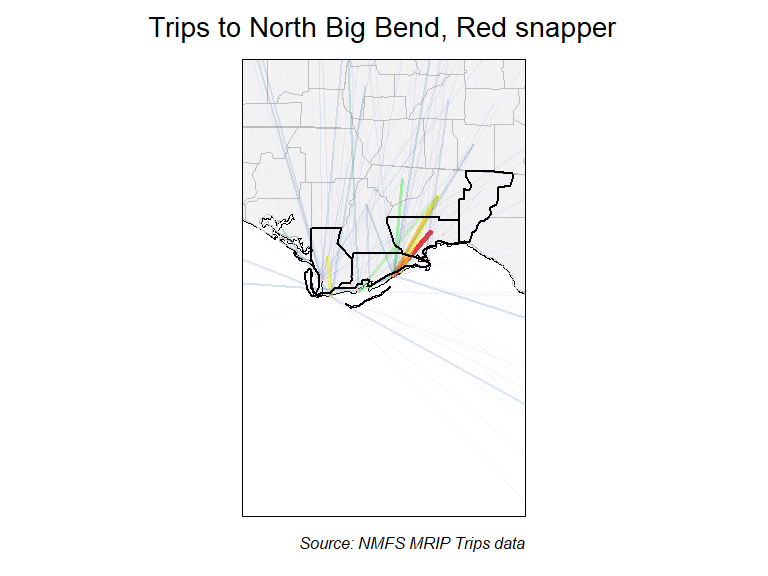 Trips to North Big Bend, Red snapper
Source: NMFS MRIP Trips data